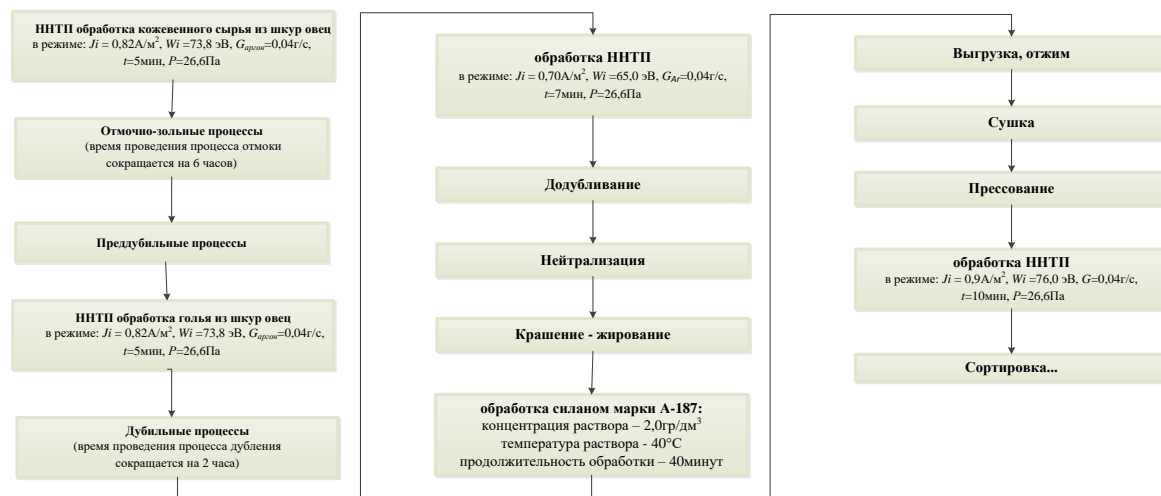 ННТП обработка кожевенного сырья из шкур овец
в режиме: Ji = 0,82А/м², Wi =73,8 эВ, Gаргон=0,04г/с,
t=5мин, P=26,6Па
Отмочно-зольные процессы
(время проведения процесса отмоки
сокращается на 6 часов)
Преддубильные процессы
ННТП обработка голья из шкур овец
в режиме: Ji = 0,82А/м², Wi =73,8 эВ, Gаргон=0,04г/с,
t=5мин, P=26,6Па
Дубильные процессы
(время проведения процесса дубления
сокращается на 2 часа)
обработка ННТП
в режиме: Ji = 0,70А/м², Wi =65,0 эВ, GAr=0,04г/с,
t=7мин, P=26,6Па
Додубливание
Нейтрализация
Крашение - жирование
обработка силаном марки А-187:
концентрация раствора – 2,0гр/дм³
температура раствора - 40°С
продолжительность обработки – 40минут
Выгрузка, отжим
Сушка
Прессование
обработка ННТП
в режиме: Ji = 0,9А/м², Wi =76,0 эВ, G=0,04г/с,
t=10мин, P=26,6Па
Сортировка...